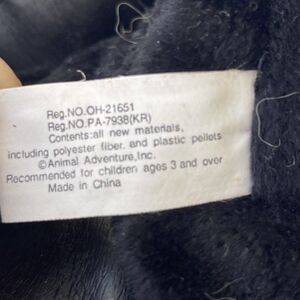 Reg.NO.OH-21651
Reg.NO.PA-7938(KR)
Contents:all new materials,
including polyester fiber. and plastic pellets
©Animal Adventure,Inc.
Recommended for children ages 3 and over
Made in China